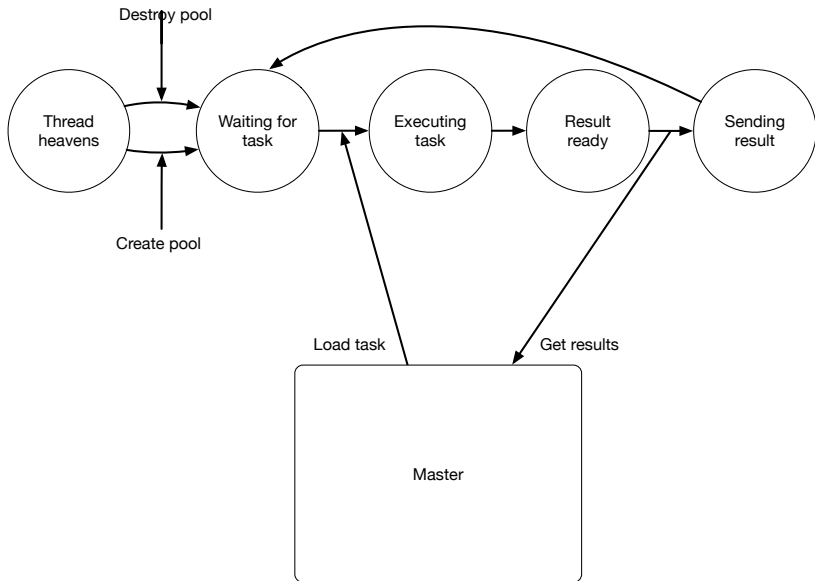 Destroy pool
Thread
heavens
Waiting for
task
Executing
task
Result
ready
Sending
result
Create pool
Load task
Get results
Master